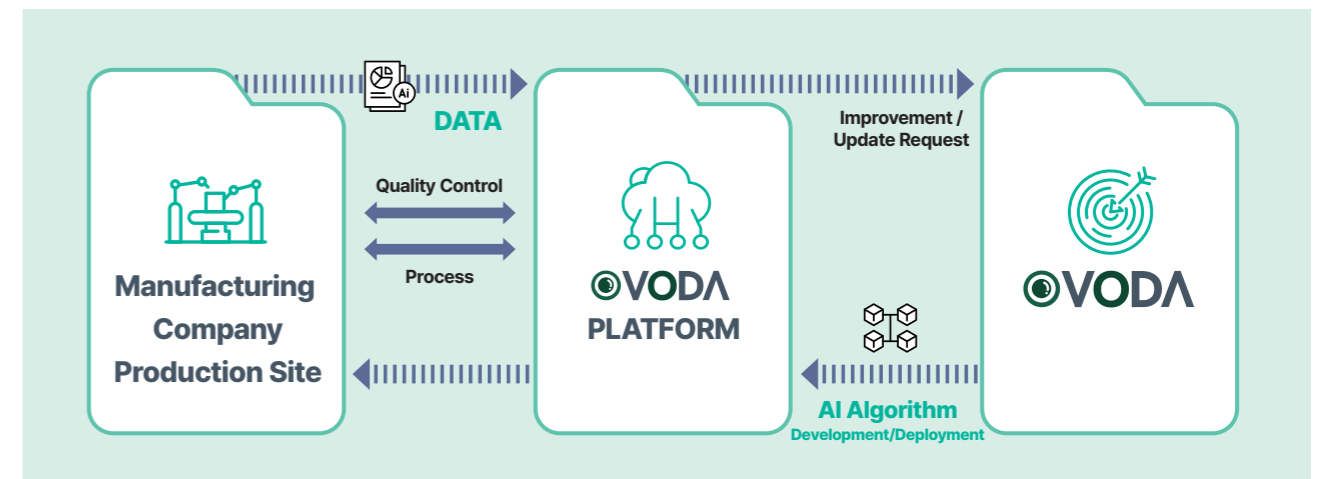 Ai
DATA
Improvement /
Update Request
Quality Control
Process
Manufacturing
Company
Production Site
VODA
PLATFORM
VODA
AI Algorithm
Development/Deployment